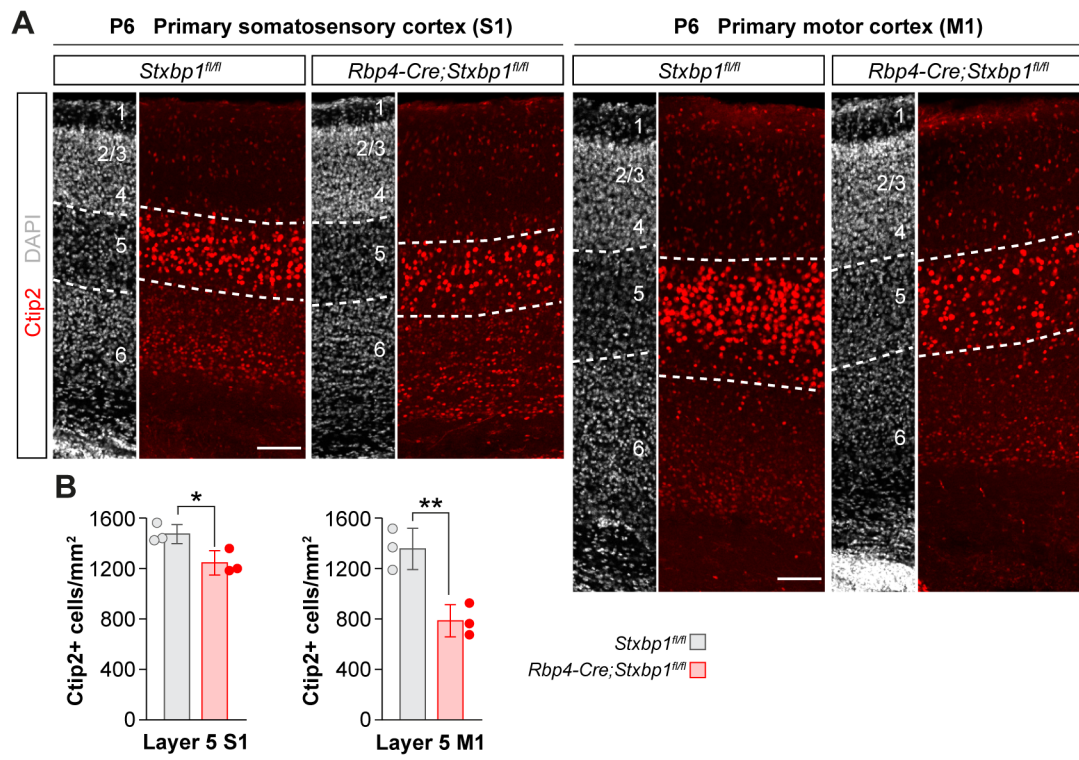 A
P6 Primary somatosensory cortex (S1)
P6 Primary motor cortex (M1)
Stxbp1fl/fl
Rbp4-Cre;Stxbp1fl/fl
Stxbp1fl/fl
Rbp4-Cre;Stxbp1fl/fl
Ctip2 DAPI
1
2/3
4
5
6
1
2/3
4
5
6
1
2/3
4
5
6
1
2/3
4
5
6
B
*
1600
1200
800
400
0
Ctip2+ cells/mm²
Layer 5 S1
**
1600
1200
800
400
0
Ctip2+ cells/mm²
Layer 5 M1
Stxbp1fl/fl
Rbp4-Cre;Stxbp1fl/fl